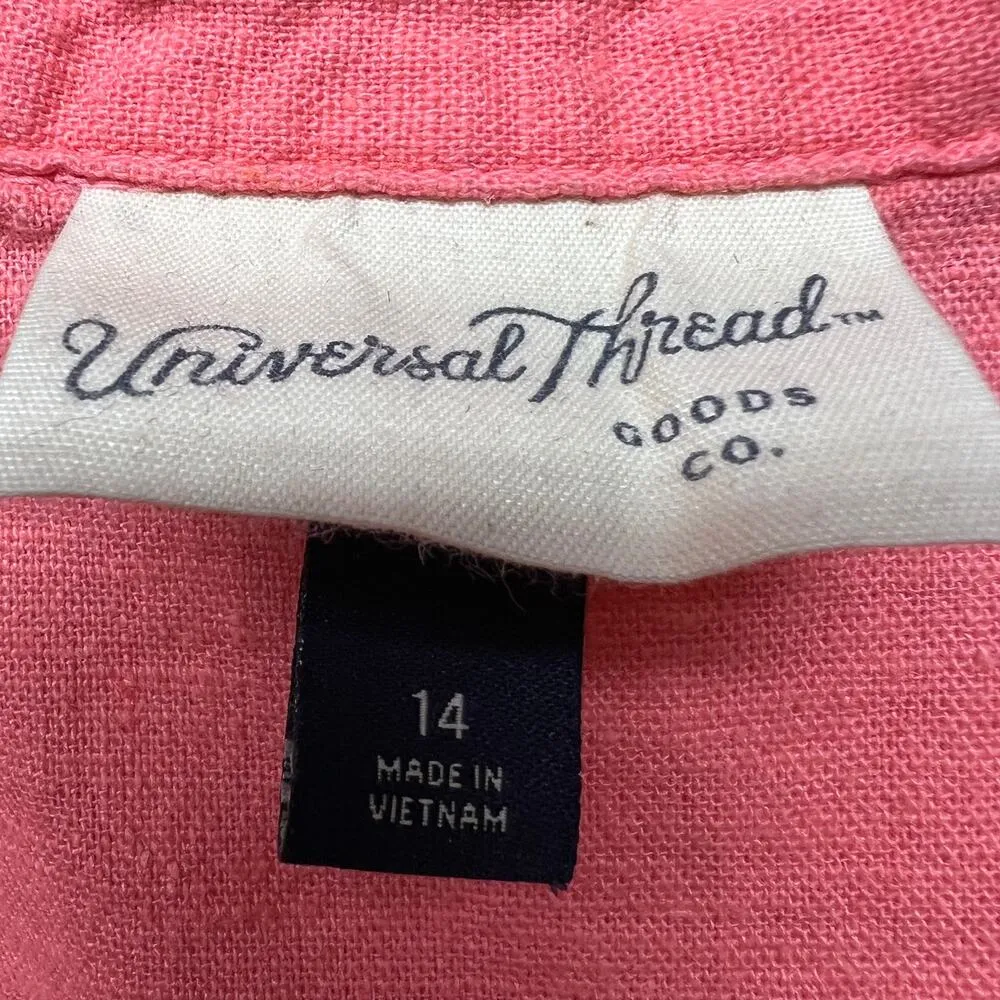 Universal Thread™
GOODS
CO.
14
MADE IN
VIETNAM